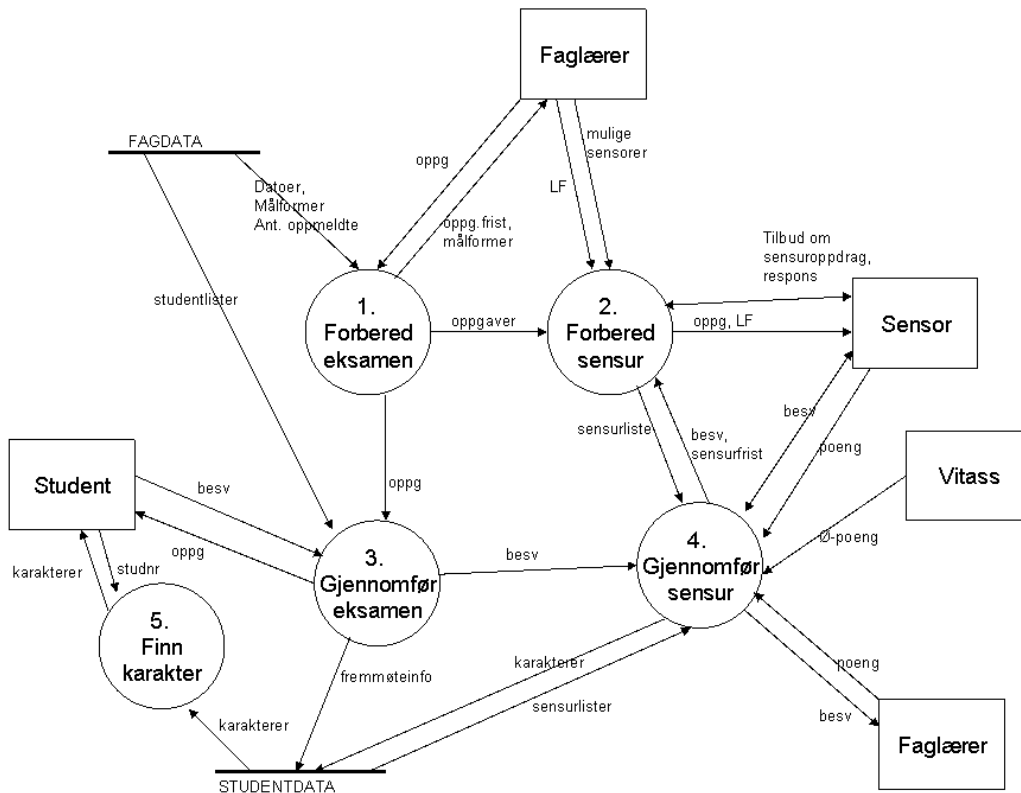 Faglærer
FAGDATA
oppg
mulige
sensorer
LF
Datoer,
Målformer
Ant. oppmeldte
oppg.frist,
målformer
Tilbud om
sensuroppdrag,
respons
studentlister
1.
Forbered
eksamen
oppgaver
2.
Forbered
sensur
oppg, LF
Sensor
sensurliste
besv,
sensurfrist
besv
poeng
Student
besv
oppg
Vitass
oppg
karakterer
studnr
3.
Gjennomfør
eksamen
besv
4.
Gjennomfør
sensur
Ø-poeng
5.
Finn
karakter
fremmøteinfo
karakterer
sensurlister
poeng
besv
karakterer
Faglærer
STUDENTDATA